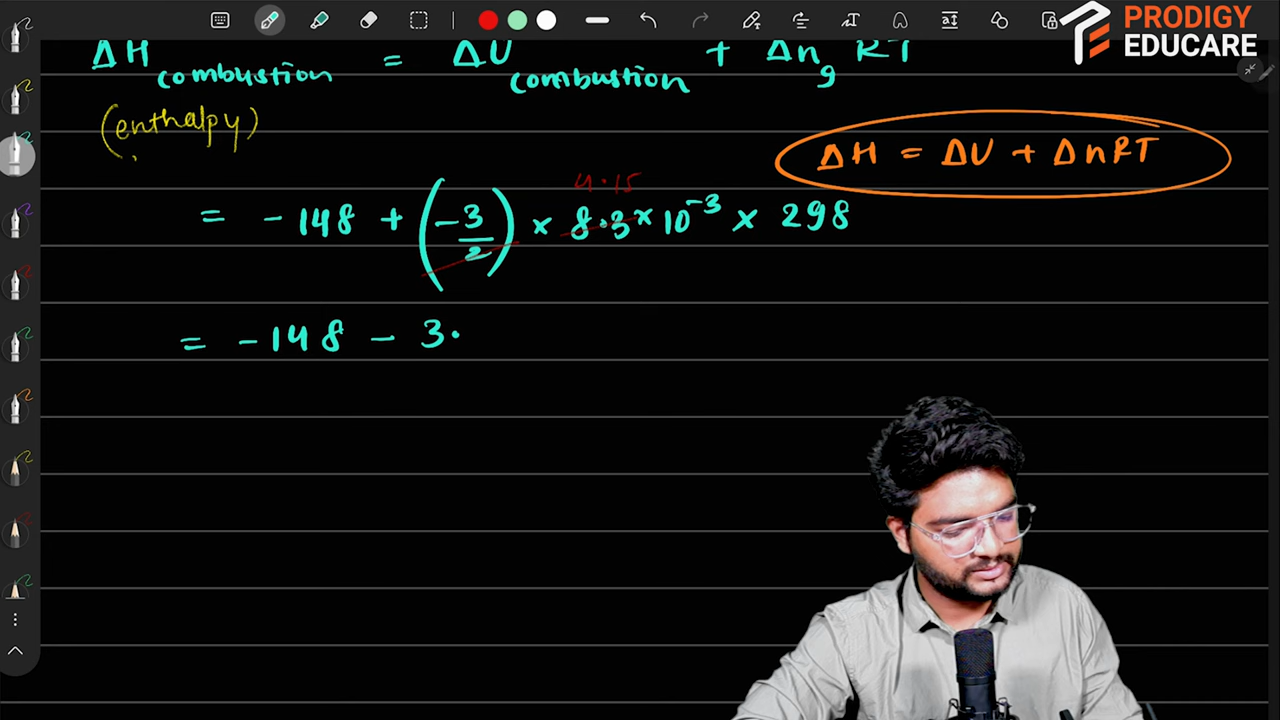 PRODIGY
EDUCARE
ΔH combustion = ΔU combustion + Δn g RT
(enthalpy)
ΔH = ΔU + ΔnRT
4.15
= -148 + (-3/2) × 8.3 × 10^-3 × 298
= -148 - 3.